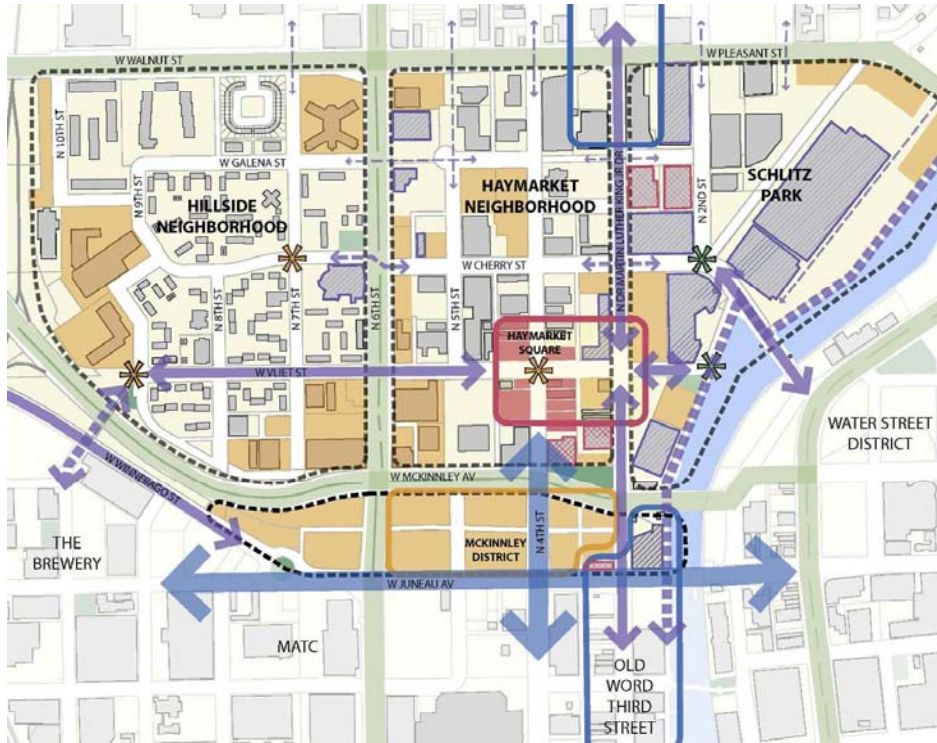 W WALNUT ST
W PLEASANT ST
N 10TH ST
W GALENA ST
N 9TH ST
HILLSIDE
NEIGHBORHOOD
HAYMARKET
NEIGHBORHOOD
N DR MARTIN LUTHER KING JR DR
N 2ND ST
SCHLITZ
PARK
W CHERRY ST
N 8TH ST
N 7TH ST
N 6TH ST
N 5TH ST
HAYMARKET
SQUARE
W VLIET ST
WATER STREET
DISTRICT
W WINNEBAGO ST
W MCKINNLEY AV
THE
BREWERY
MCKINNLEY
DISTRICT
N 4TH ST
W JUNEAU AV
MATC
OLD
WORD
THIRD
STREET